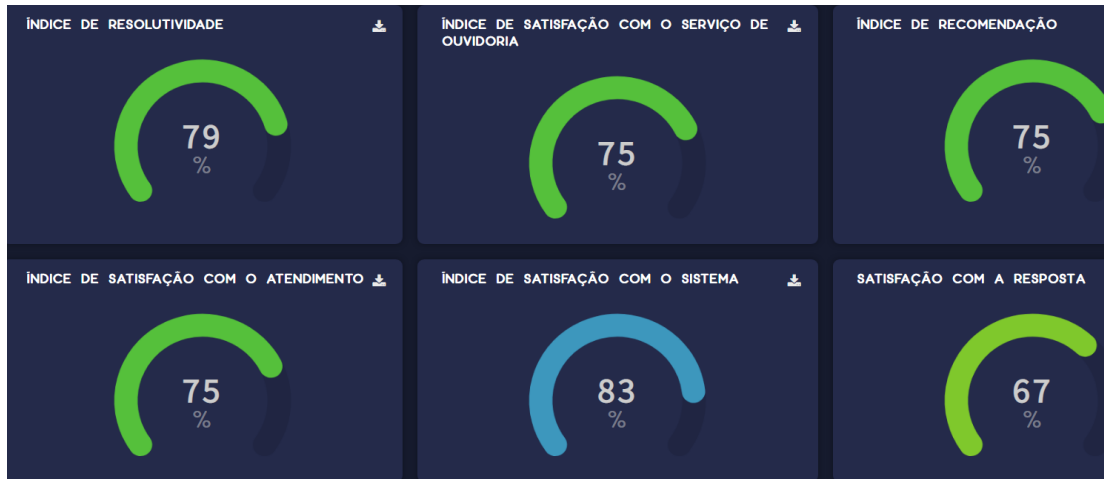 ÍNDICE DE RESOLUTIVIDADE
79
%
ÍNDICE DE SATISFAÇÃO COM O SERVIÇO DE
OUVIDORIA
75
%
ÍNDICE DE RECOMENDAÇÃO
75
%
ÍNDICE DE SATISFAÇÃO COM O ATENDIMENTO
75
%
ÍNDICE DE SATISFAÇÃO COM O SISTEMA
83
%
SATISFAÇÃO COM A RESPOSTA
67
%